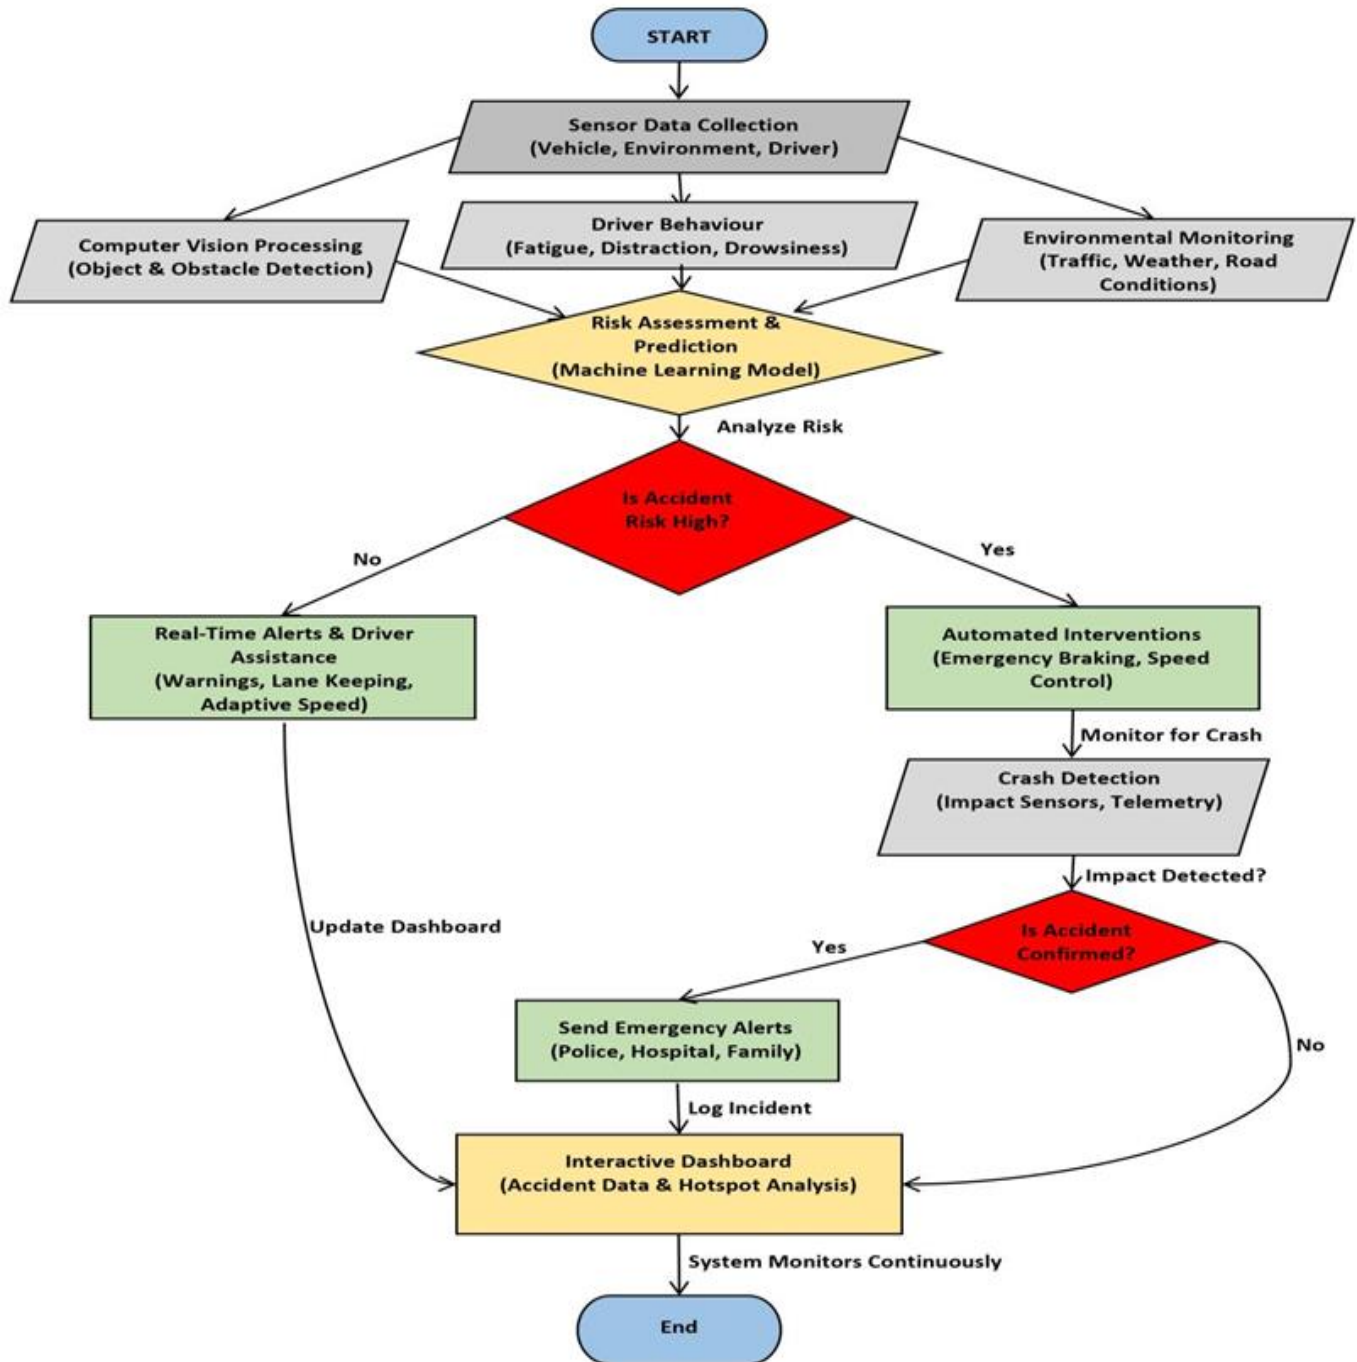 START
Sensor Data Collection
(Vehicle, Environment, Driver)
Computer Vision Processing
(Object & Obstacle Detection)
Driver Behaviour
(Fatigue, Distraction, Drowsiness)
Environmental Monitoring
(Traffic, Weather, Road
Conditions)
Risk Assessment &
Prediction
(Machine Learning Model)
Analyze Risk
Is Accident
Risk High?
No
Yes
Real-Time Alerts & Driver
Assistance
(Warnings, Lane Keeping,
Adaptive Speed)
Automated Interventions
(Emergency Braking, Speed
Control)
Monitor for Crash
Crash Detection
(Impact Sensors, Telemetry)
Impact Detected?
Is Accident
Confirmed?
Update Dashboard
Yes
No
Send Emergency Alerts
(Police, Hospital, Family)
Log Incident
Interactive Dashboard
(Accident Data & Hotspot Analysis)
System Monitors Continuously
End